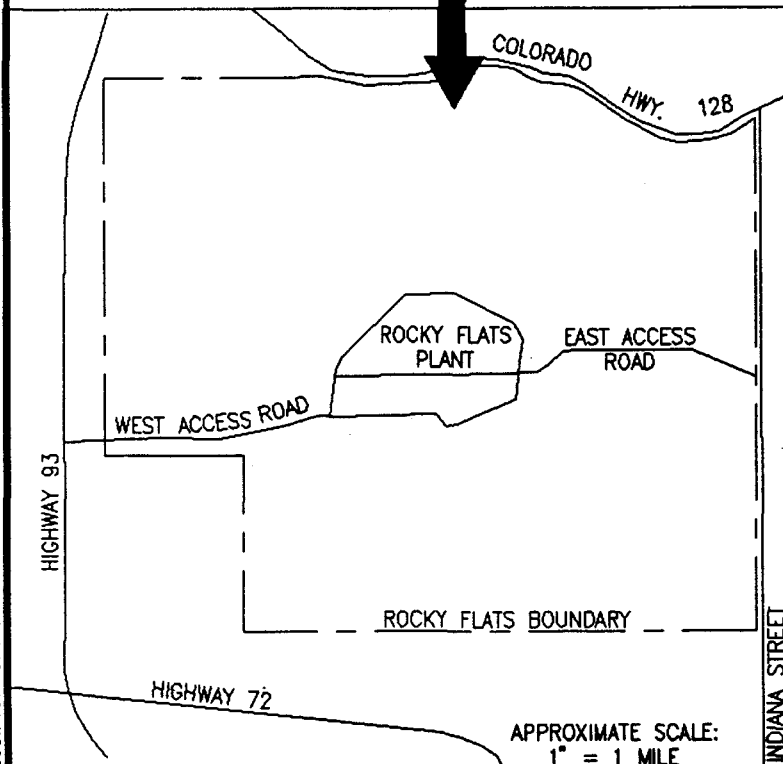 COLORADO
HWY. 128
ROCKY FLATS
PLANT
EAST ACCESS
ROAD
WEST ACCESS ROAD
HIGHWAY 93
ROCKY FLATS BOUNDARY
INDIANA STREET
HIGHWAY 72
APPROXIMATE SCALE:
1" = 1 MILE